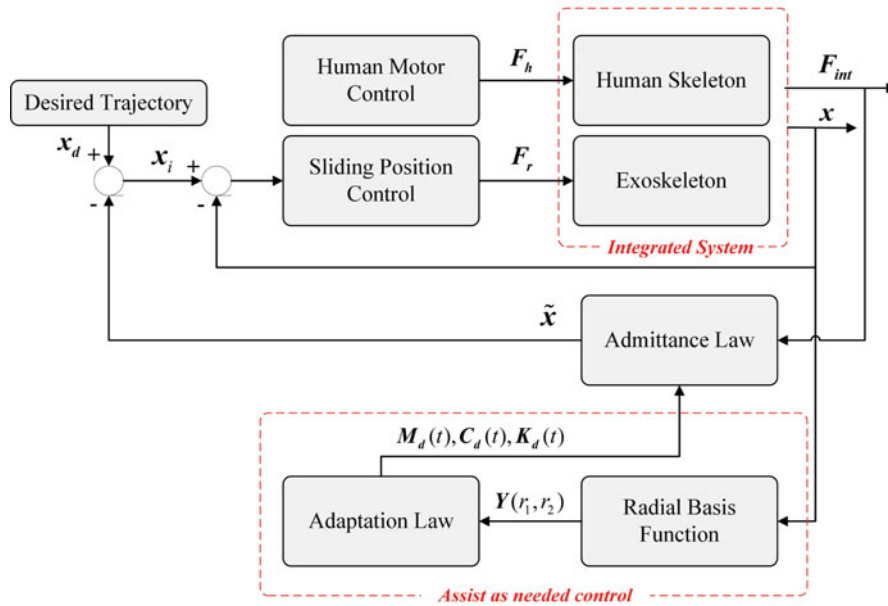 Desired Trajectory
Human Motor
Control
F_h
Human Skeleton
F_int
x
x_d
+
-
x_i
+
-
Sliding Position
Control
F_r
Exoskeleton
Integrated System
x̃
Admittance Law
M_d(t), C_d(t), K_d(t)
Adaptation Law
Y(r_1, r_2)
Radial Basis
Function
Assist as needed control